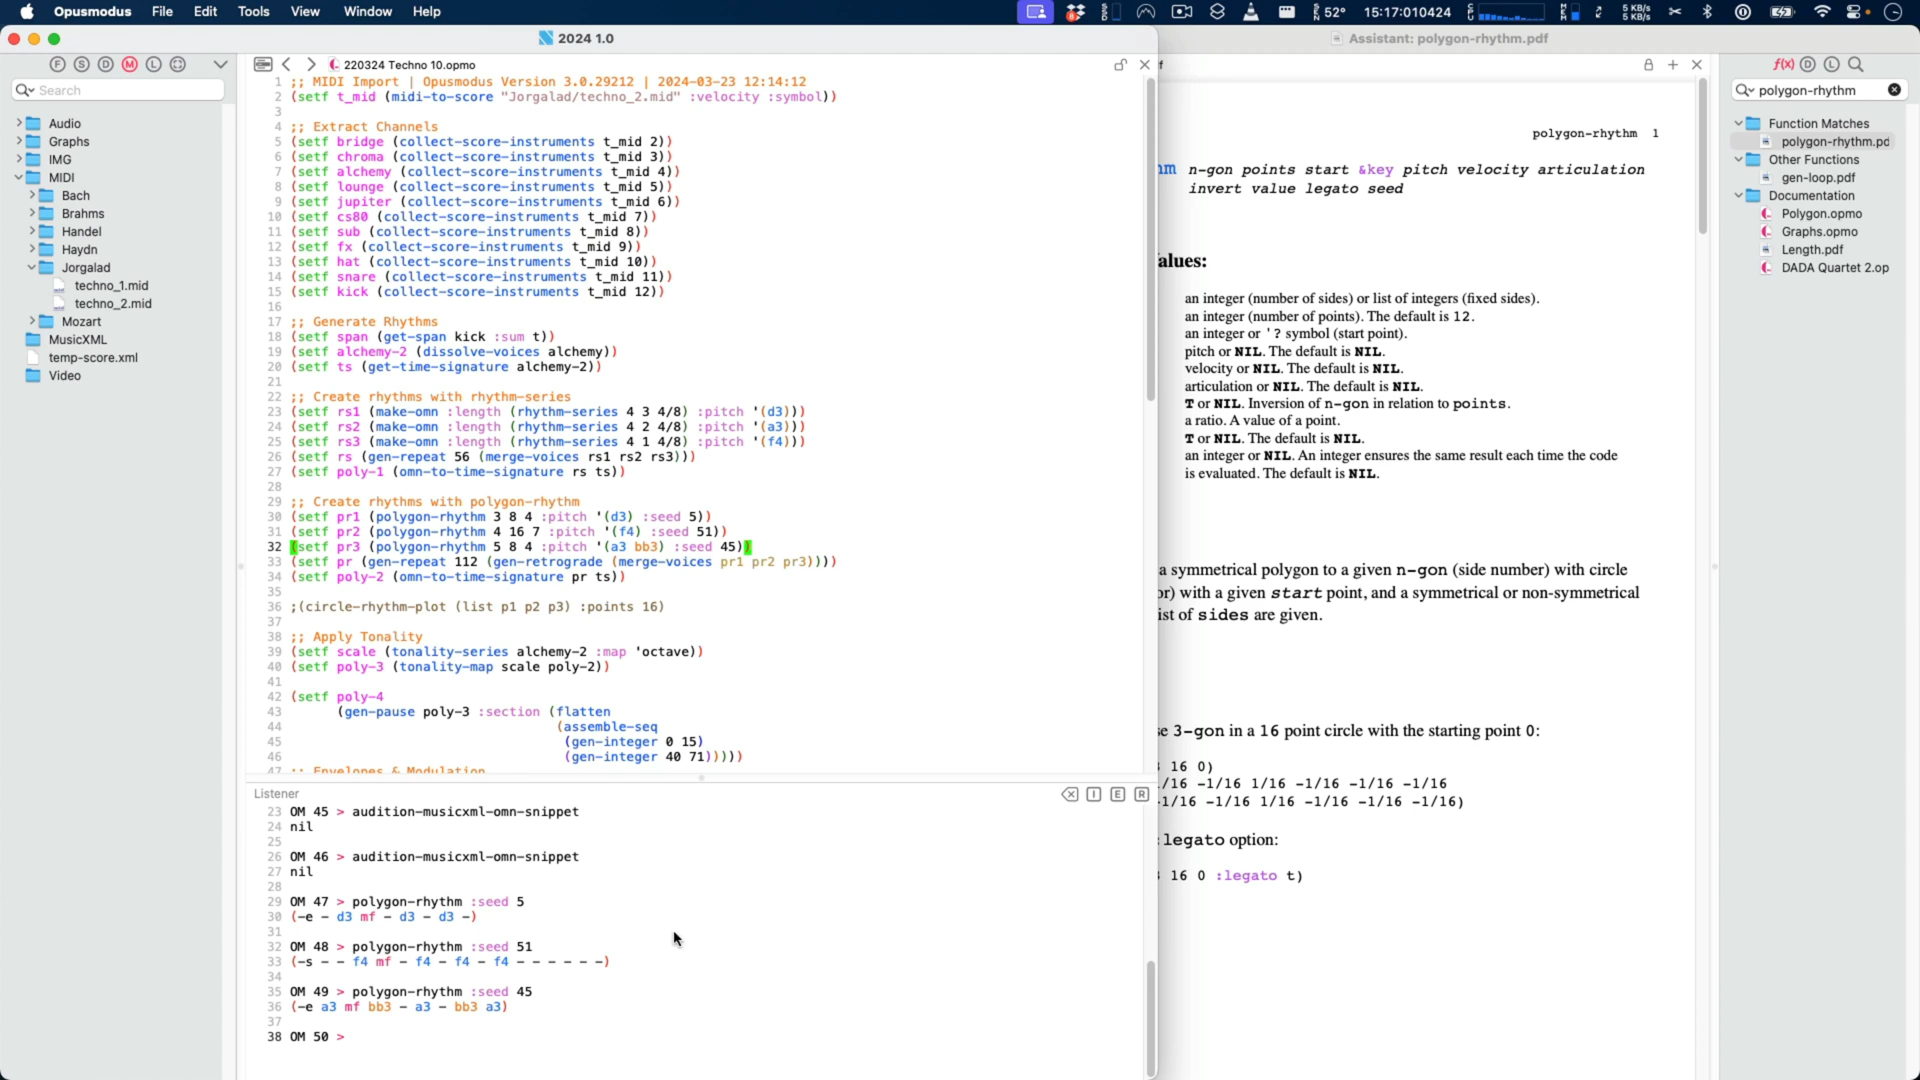 Opusmodus File Edit Tools View Window Help
52° 15:17:010424 5 KB/s 5 KB/s
2024 1.0
Assistant: polygon-rhythm.pdf
F S D M L
Search
Audio
Graphs
IMG
MIDI
Bach
Brahms
Handel
Haydn
Jorgalad
techno_1.mid
techno_2.mid
Mozart
MusicXML
temp-score.xml
Video
220324 Techno 10.opmo
1 ;; MIDI Import | Opusmodus Version 3.0.29212 | 2024-03-23 12:14:12
2 (setf t_mid (midi-to-score "Jorgalad/techno_2.mid" :velocity :symbol))
3
4 ;; Extract Channels
5 (setf bridge (collect-score-instruments t_mid 2))
6 (setf chroma (collect-score-instruments t_mid 3))
7 (setf alchemy (collect-score-instruments t_mid 4))
8 (setf lounge (collect-score-instruments t_mid 5))
9 (setf jupiter (collect-score-instruments t_mid 6))
10 (setf cs80 (collect-score-instruments t_mid 7))
11 (setf sub (collect-score-instruments t_mid 8))
12 (setf fx (collect-score-instruments t_mid 9))
13 (setf hat (collect-score-instruments t_mid 10))
14 (setf snare (collect-score-instruments t_mid 11))
15 (setf kick (collect-score-instruments t_mid 12))
16
17 ;; Generate Rhythms
18 (setf span (get-span kick :sum t))
19 (setf alchemy-2 (dissolve-voices alchemy))
20 (setf ts (get-time-signature alchemy-2))
21
22 ;; Create rhythms with rhythm-series
23 (setf rs1 (make-omn :length (rhythm-series 4 3 4/8) :pitch '(d3)))
24 (setf rs2 (make-omn :length (rhythm-series 4 2 4/8) :pitch '(a3)))
25 (setf rs3 (make-omn :length (rhythm-series 4 1 4/8) :pitch '(f4)))
26 (setf rs (gen-repeat 56 (merge-voices rs1 rs2 rs3)))
27 (setf poly-1 (omn-to-time-signature rs ts))
28
29 ;; Create rhythms with polygon-rhythm
30 (setf pr1 (polygon-rhythm 3 8 4 :pitch '(d3) :seed 5))
31 (setf pr2 (polygon-rhythm 4 16 7 :pitch '(f4) :seed 51))
32 (setf pr3 (polygon-rhythm 5 8 4 :pitch '(a3 bb3) :seed 45))
33 (setf pr (gen-repeat 112 (gen-retrograde (merge-voices pr1 pr2 pr3))))
34 (setf poly-2 (omn-to-time-signature pr ts))
35
36 ;(circle-rhythm-plot (list p1 p2 p3) :points 16)
37
38 ;; Apply Tonality
39 (setf scale (tonality-series alchemy-2 :map 'octave))
40 (setf poly-3 (tonality-map scale poly-2))
41
42 (setf poly-4
43 (gen-pause poly-3 :section (flatten
44 (assemble-seq
45 (gen-integer 0 15)
46 (gen-integer 40 71)))))
47 ;; Envelopes & Modulation
Listener
I E R
23 OM 45 > audition-musicxml-omn-snippet
24 nil
25
26 OM 46 > audition-musicxml-omn-snippet
27 nil
28
29 OM 47 > polygon-rhythm :seed 5
30 (-e - d3 mf - d3 - d3 -)
31
32 OM 48 > polygon-rhythm :seed 51
33 (-s - - f4 mf - f4 - f4 - f4 - - - - - -)
34
35 OM 49 > polygon-rhythm :seed 45
36 (-e a3 mf bb3 - a3 - bb3 a3)
37
38 OM 50 >
f
polygon-rhythm 1
hm n-gon points start &key pitch velocity articulation
invert value legato seed
alues:
an integer (number of sides) or list of integers (fixed sides).
an integer (number of points). The default is 12.
an integer or '? symbol (start point).
pitch or NIL. The default is NIL.
velocity or NIL. The default is NIL.
articulation or NIL. The default is NIL.
T or NIL. Inversion of n-gon in relation to points.
a ratio. A value of a point.
T or NIL. The default is NIL.
an integer or NIL. An integer ensures the same result each time the code
is evaluated. The default is NIL.
a symmetrical polygon to a given n-gon (side number) with circle
or) with a given start point, and a symmetrical or non-symmetrical
ist of sides are given.
se 3-gon in a 16 point circle with the starting point 0:
3 16 0)
/16 -1/16 1/16 -1/16 -1/16 -1/16
-1/16 -1/16 1/16 -1/16 -1/16 -1/16)
:legato option:
3 16 0 :legato t)
f(x) D L
polygon-rhythm
Function Matches
polygon-rhythm.pd
Other Functions
gen-loop.pdf
Documentation
Polygon.opmo
Graphs.opmo
Length.pdf
DADA Quartet 2.op